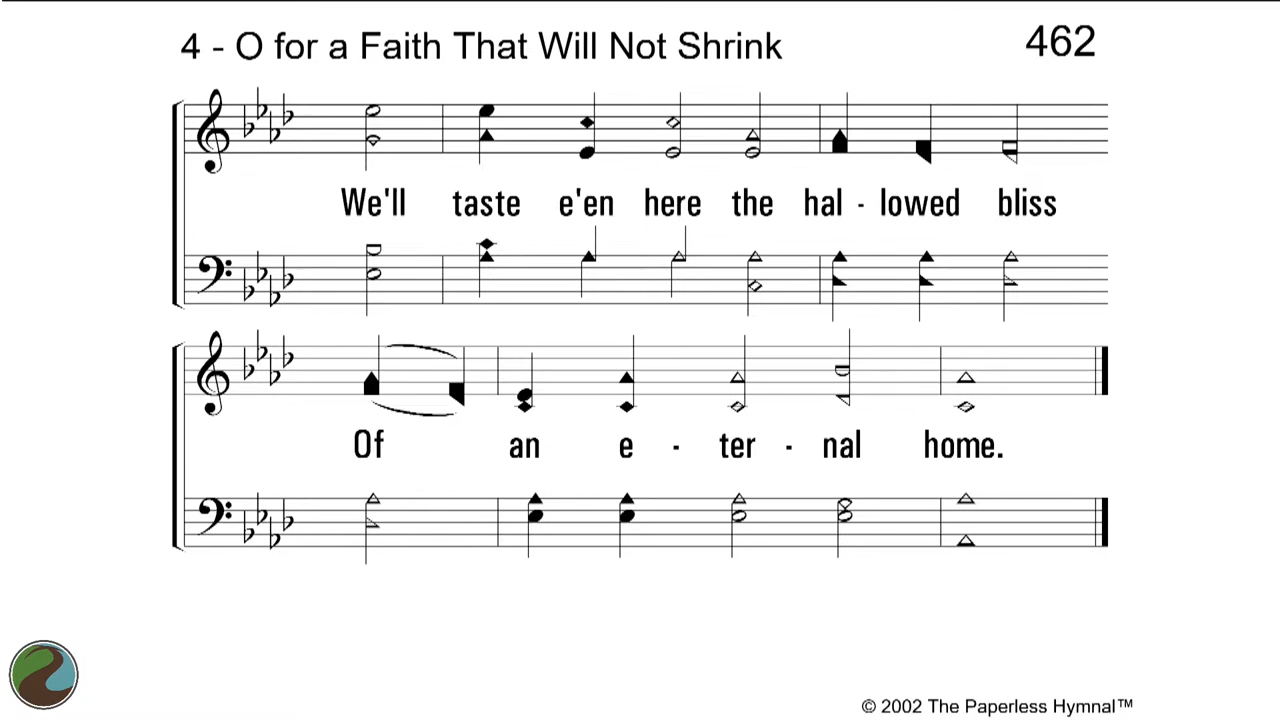 4 - O for a Faith That Will Not Shrink 462
We'll taste e'en here the hal - lowed bliss
Of an e - ter - nal home.
© 2002 The Paperless Hymnal™